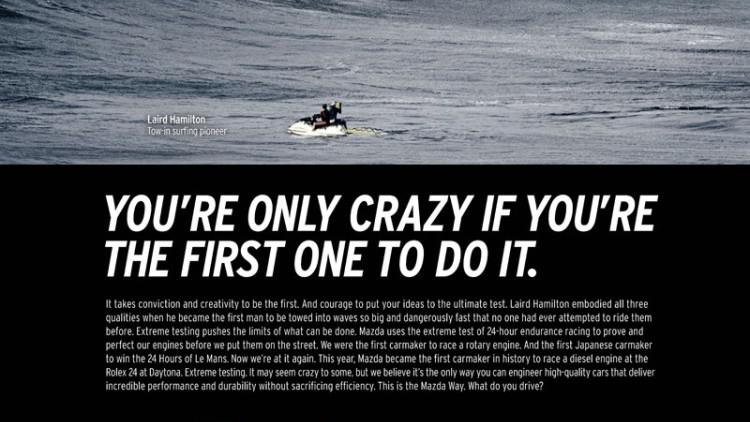 Laird Hamilton
Tow-in surfing pioneer
YOU'RE ONLY CRAZY IF YOU'RE
THE FIRST ONE TO DO IT.
It takes conviction and creativity to be the first. And courage to put your ideas to the ultimate test. Laird Hamilton embodied all three
qualities when he became the first man to be towed into waves so big and dangerously fast that no one had ever attempted to ride them
before. Extreme testing pushes the limits of what can be done. Mazda uses the extreme test of 24-hour endurance racing to prove and
perfect our engines before we put them on the street. We were the first carmaker to race a rotary engine. And the first Japanese carmaker
to win the 24 Hours of Le Mans. Now we're at it again. This year, Mazda became the first carmaker in history to race a diesel engine at the
Rolex 24 at Daytona. Extreme testing. It may seem crazy to some, but we believe it's the only way you can engineer high-quality cars that deliver
incredible performance and durability without sacrificing efficiency. This is the Mazda Way. What do you drive?